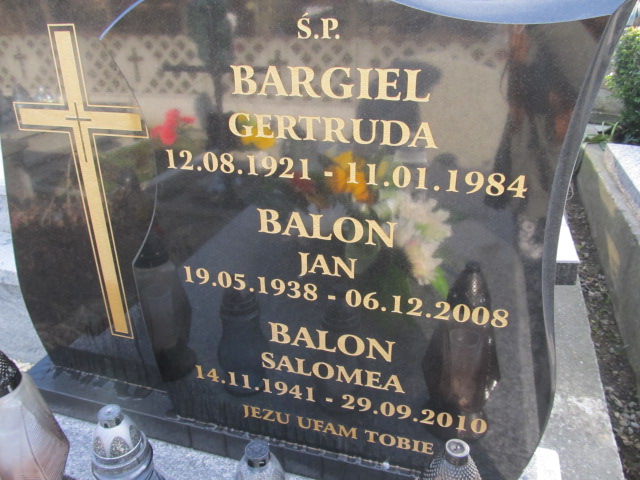 Ś.P.
BARGIEL
GERTRUDA
12.08.1921 - 11.01.1984
BALON
JAN
19.05.1938 - 06.12.2008
BALON
SALOMEA
14.11.1941 - 29.09.2010
JEZU UFAM TOBIE